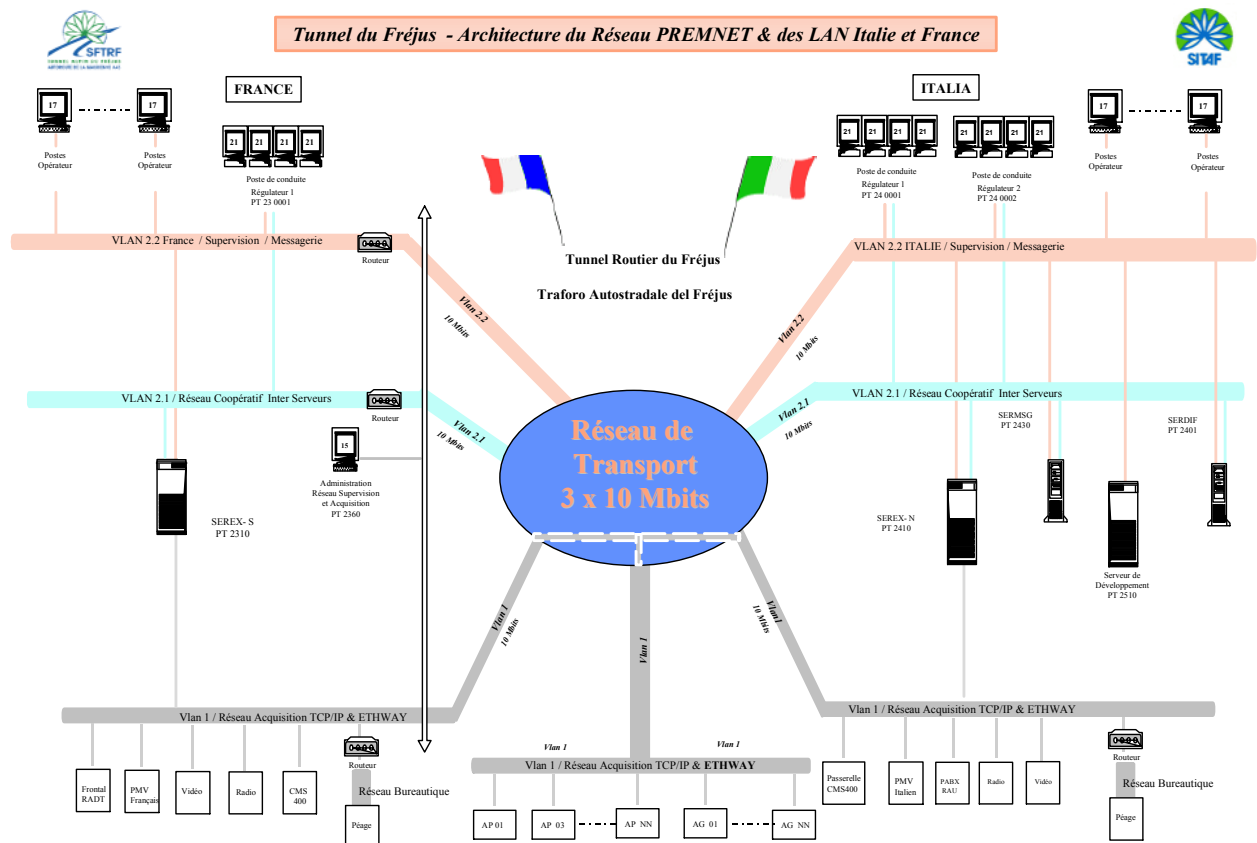 Tunnel du Fréjus - Architecture du Réseau PREMNET & des LAN Italie et France
SFTRF
TUNNEL ROUTIER DU FRÉJUS
AUTOROUTE DE LA MAURIENNE
SITAF
FRANCE
ITALIA
17
17
21
21
21
21
21
21
21
21
21
21
21
21
17
17
Postes
Opérateur
Postes
Opérateur
Poste de conduite
Régulateur 1
PT 23 0001
Poste de conduite
Régulateur 1
PT 24 0001
Poste de conduite
Régulateur 2
PT 24 0002
Postes
Opérateur
Postes
Opérateur
VLAN 2.2 France / Supervision / Messagerie
Routeur
VLAN 2.2 ITALIE / Supervision / Messagerie
Tunnel Routier du Fréjus
Traforo Autostradale del Fréjus
Vlan 2.2
10 Mbits
Vlan 2.2
10 Mbits
VLAN 2.1 / Réseau Coopératif Inter Serveurs
Routeur
VLAN 2.1 / Réseau Coopératif Inter Serveurs
Vlan 2.1
10 Mbits
Vlan 2.1
10 Mbits
Réseau de
Transport
3 x 10 Mbits
15
Administration
Réseau Supervision
et Acquisition
PT 2360
SEREX- S
PT 2310
SERMSG
PT 2430
SERDIF
PT 2401
SEREX- N
PT 2410
Serveur de
Développement
PT 2510
Vlan 1
10 Mbits
Vlan 1
Vlan1
10 Mbits
Vlan 1 / Réseau Acquisition TCP/IP & ETHWAY
Vlan 1 / Réseau Acquisition TCP/IP & ETHWAY
Routeur
Réseau Bureautique
Frontal
RADT
PMV
Français
Vidéo
Radio
CMS
400
Péage
Vlan 1
Vlan 1
Vlan 1 / Réseau Acquisition TCP/IP & ETHWAY
AP 01
AP 03
AP NN
AG 01
AG NN
Passerelle
CMS400
PMV
Italien
PABX
RAU
Radio
Vidéo
Routeur
Réseau Bureautique
Péage